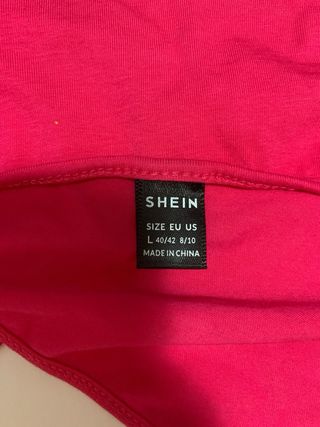 SHEIN
SIZE EU US
L 40/42 8/10
MADE IN CHINA